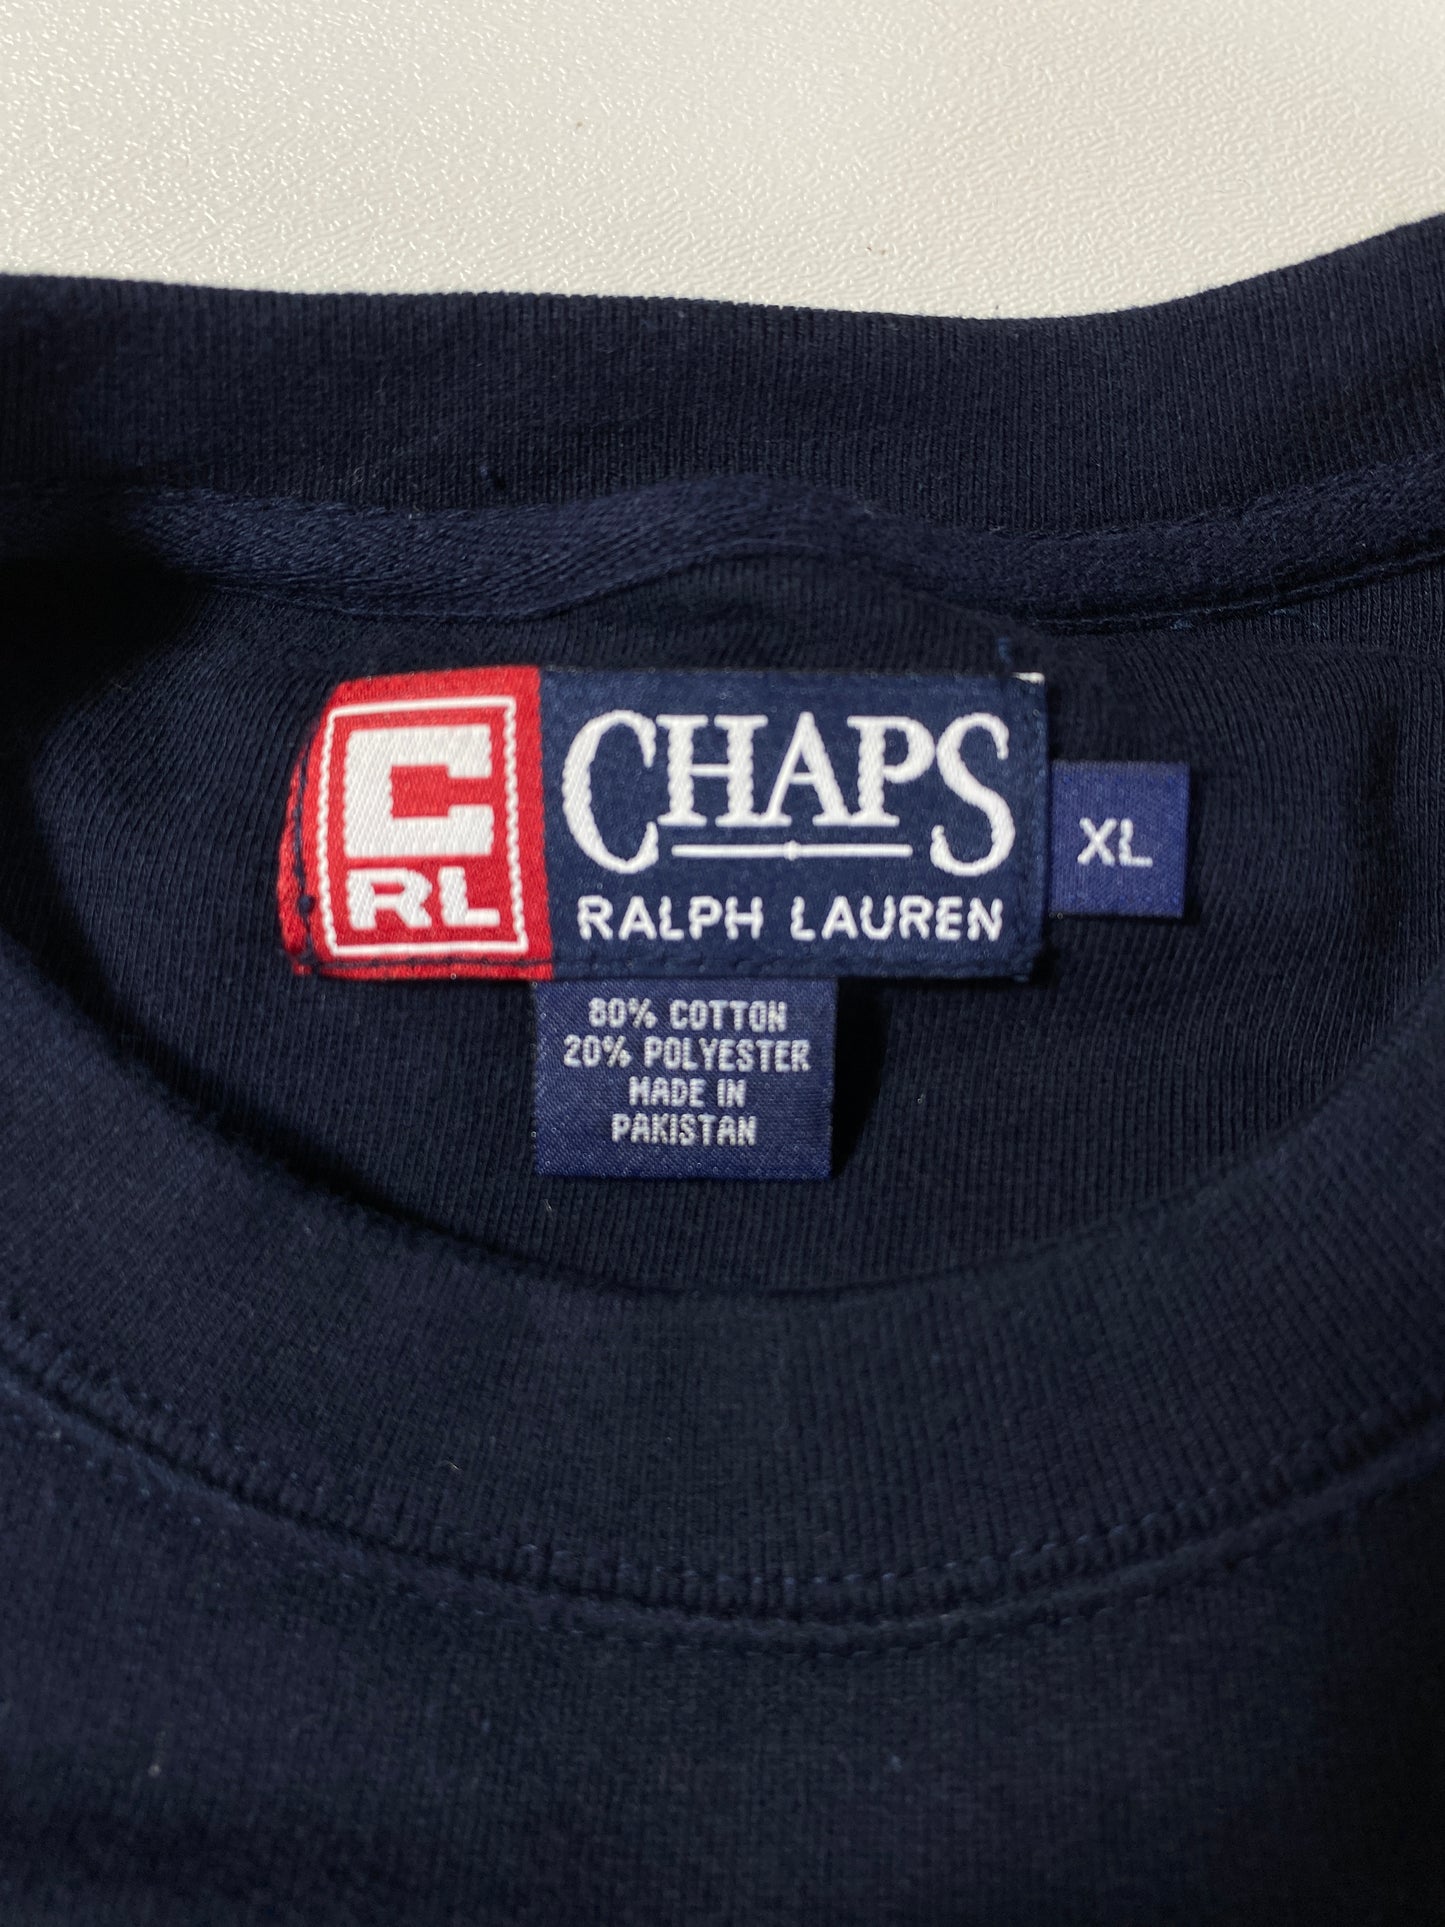 C
RL
CHAPS
RALPH LAUREN
XL
80% COTTON
20% POLYESTER
MADE IN
PAKISTAN